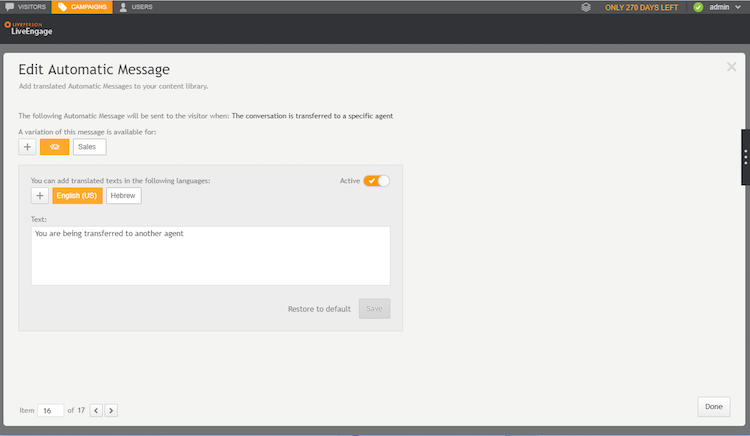 VISITORS CAMPAIGNS USERS ONLY 270 DAYS LEFT admin
LIVEPERSON
LiveEngage
Edit Automatic Message
Add translated Automatic Messages to your content library.
The following Automatic Message will be sent to the visitor when: The conversation is transferred to a specific agent
A variation of this message is available for:
+ Sales
You can add translated texts in the following languages: Active
+ English (US) Hebrew
Text:
You are being transferred to another agent
Restore to default Save
Item 16 of 17 < > Done